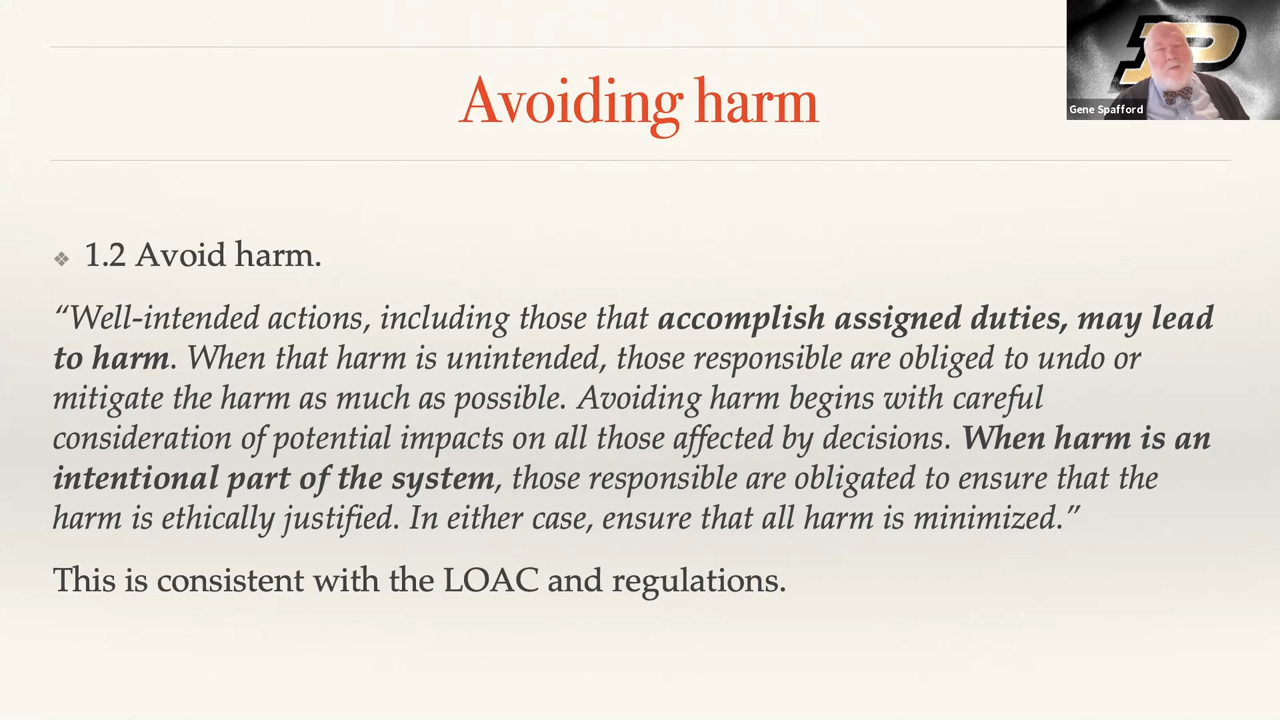 Avoiding harm
Gene Spafford
❖ 1.2 Avoid harm.
“Well-intended actions, including those that accomplish assigned duties, may lead
to harm. When that harm is unintended, those responsible are obliged to undo or
mitigate the harm as much as possible. Avoiding harm begins with careful
consideration of potential impacts on all those affected by decisions. When harm is an
intentional part of the system, those responsible are obligated to ensure that the
harm is ethically justified. In either case, ensure that all harm is minimized.”
This is consistent with the LOAC and regulations.